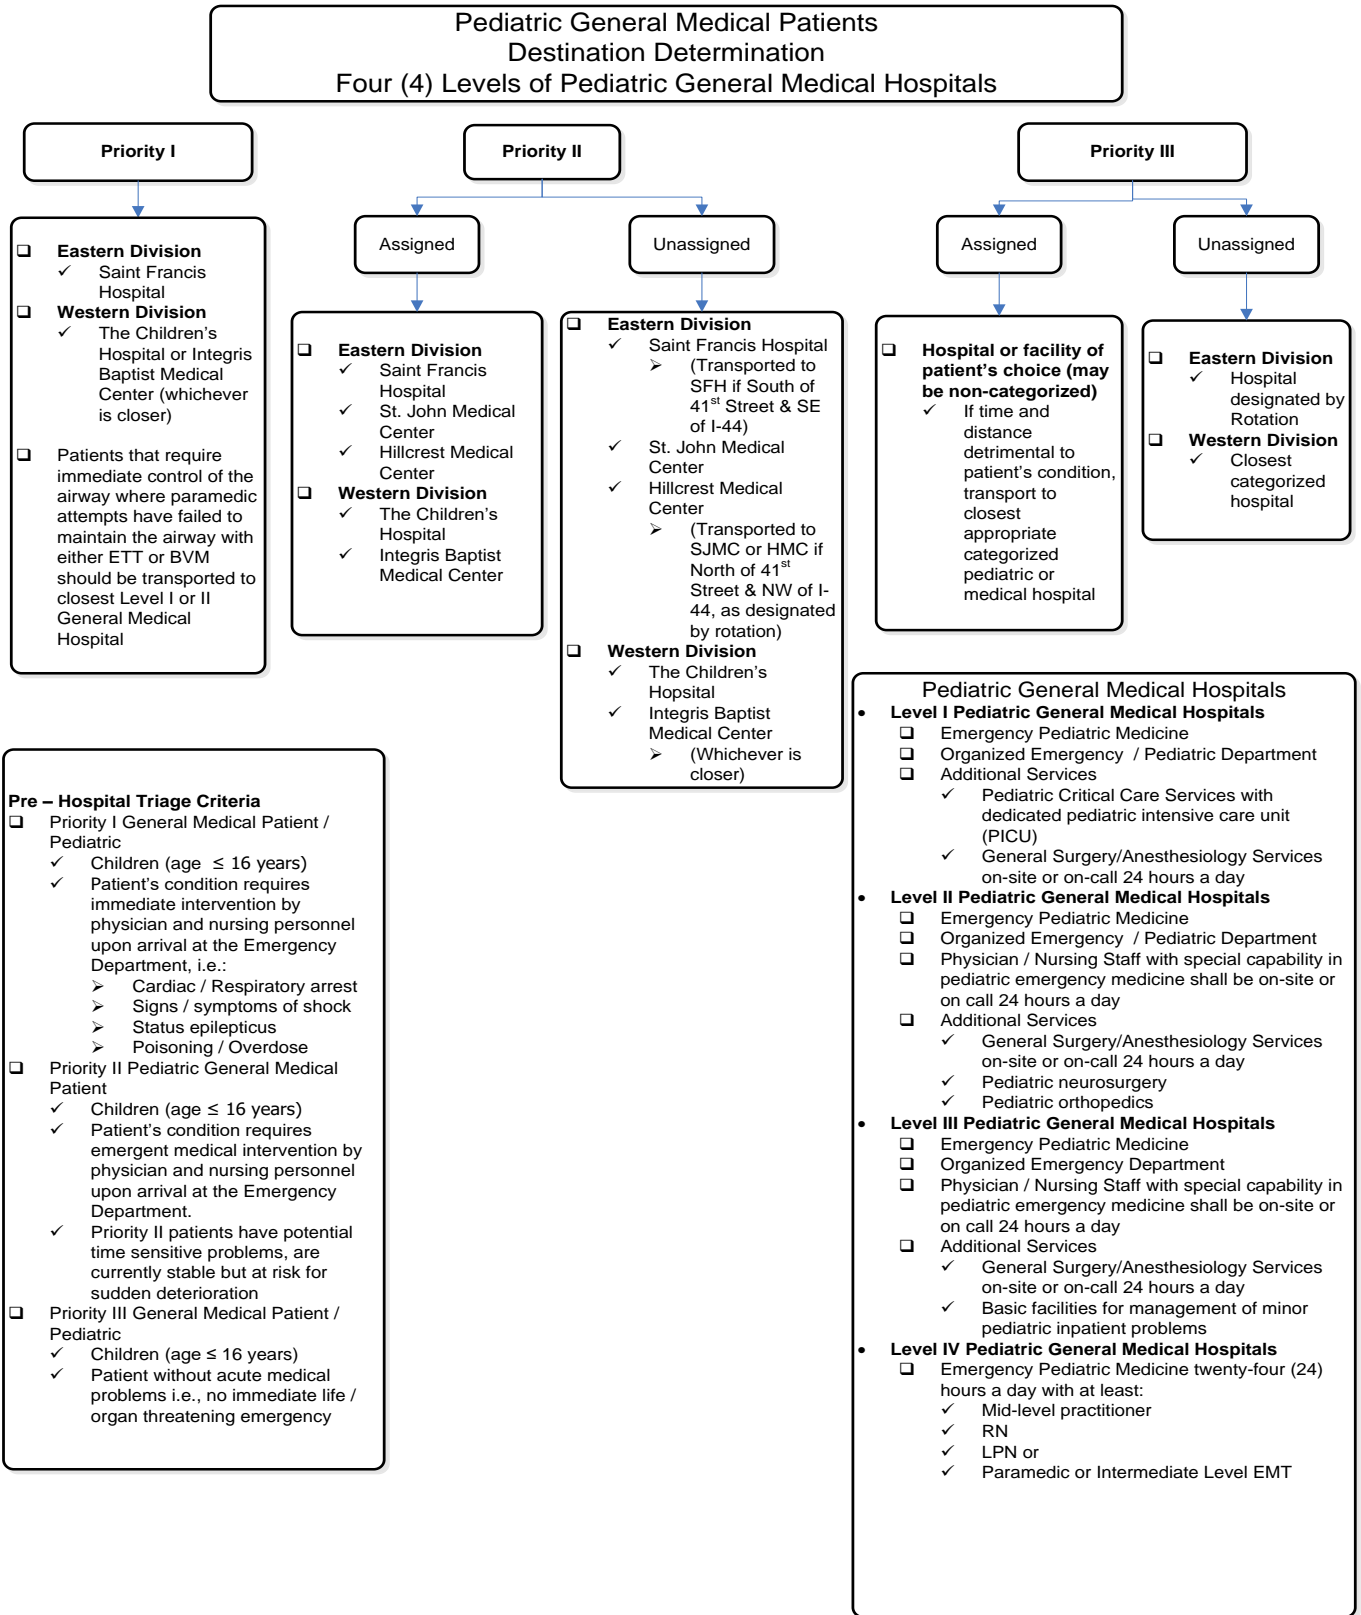 Pediatric General Medical Patients
Destination Determination
Four (4) Levels of Pediatric General Medical Hospitals
Priority I
❑ Eastern Division
✓ Saint Francis
Hospital
❑ Western Division
✓ The Children's
Hospital or Integris
Baptist Medical
Center (whichever
is closer)
❑ Patients that require
immediate control of the
airway where paramedic
attempts have failed to
maintain the airway with
either ETT or BVM
should be transported to
closest Level I or II
General Medical
Hospital
Priority II
Assigned
❑ Eastern Division
✓ Saint Francis
Hospital
✓ St. John Medical
Center
✓ Hillcrest Medical
Center
❑ Western Division
✓ The Children's
Hospital
✓ Integris Baptist
Medical Center
Unassigned
❑ Eastern Division
✓ Saint Francis Hospital
➢ (Transported to
SFH if South of
41st Street & SE
of I-44)
✓ St. John Medical
Center
✓ Hillcrest Medical
Center
➢ (Transported to
SJMC or HMC if
North of 41st
Street & NW of I-
44, as designated
by rotation)
❑ Western Division
✓ The Children's
Hopsital
✓ Integris Baptist
Medical Center
➢ (Whichever is
closer)
Priority III
Assigned
❑ Hospital or facility of
patient's choice (may
be non-categorized)
✓ If time and
distance
detrimental to
patient's condition,
transport to
closest
appropriate
categorized
pediatric or
medical hospital
Unassigned
❑ Eastern Division
✓ Hospital
designated by
Rotation
❑ Western Division
✓ Closest
categorized
hospital
Pre – Hospital Triage Criteria
❑ Priority I General Medical Patient /
Pediatric
✓ Children (age ≤ 16 years)
✓ Patient's condition requires
immediate intervention by
physician and nursing personnel
upon arrival at the Emergency
Department, i.e.:
➢ Cardiac / Respiratory arrest
➢ Signs / symptoms of shock
➢ Status epilepticus
➢ Poisoning / Overdose
❑ Priority II Pediatric General Medical
Patient
✓ Children (age ≤ 16 years)
✓ Patient's condition requires
emergent medical intervention by
physician and nursing personnel
upon arrival at the Emergency
Department.
✓ Priority II patients have potential
time sensitive problems, are
currently stable but at risk for
sudden deterioration
❑ Priority III General Medical Patient /
Pediatric
✓ Children (age ≤ 16 years)
✓ Patient without acute medical
problems i.e., no immediate life /
organ threatening emergency
Pediatric General Medical Hospitals
• Level I Pediatric General Medical Hospitals
❑ Emergency Pediatric Medicine
❑ Organized Emergency / Pediatric Department
❑ Additional Services
✓ Pediatric Critical Care Services with
dedicated pediatric intensive care unit
(PICU)
✓ General Surgery/Anesthesiology Services
on-site or on-call 24 hours a day
• Level II Pediatric General Medical Hospitals
❑ Emergency Pediatric Medicine
❑ Organized Emergency / Pediatric Department
❑ Physician / Nursing Staff with special capability in
pediatric emergency medicine shall be on-site or
on call 24 hours a day
❑ Additional Services
✓ General Surgery/Anesthesiology Services
on-site or on-call 24 hours a day
✓ Pediatric neurosurgery
✓ Pediatric orthopedics
• Level III Pediatric General Medical Hospitals
❑ Emergency Pediatric Medicine
❑ Organized Emergency Department
❑ Physician / Nursing Staff with special capability in
pediatric emergency medicine shall be on-site or
on call 24 hours a day
❑ Additional Services
✓ General Surgery/Anesthesiology Services
on-site or on-call 24 hours a day
✓ Basic facilities for management of minor
pediatric inpatient problems
• Level IV Pediatric General Medical Hospitals
❑ Emergency Pediatric Medicine twenty-four (24)
hours a day with at least:
✓ Mid-level practitioner
✓ RN
✓ LPN or
✓ Paramedic or Intermediate Level EMT